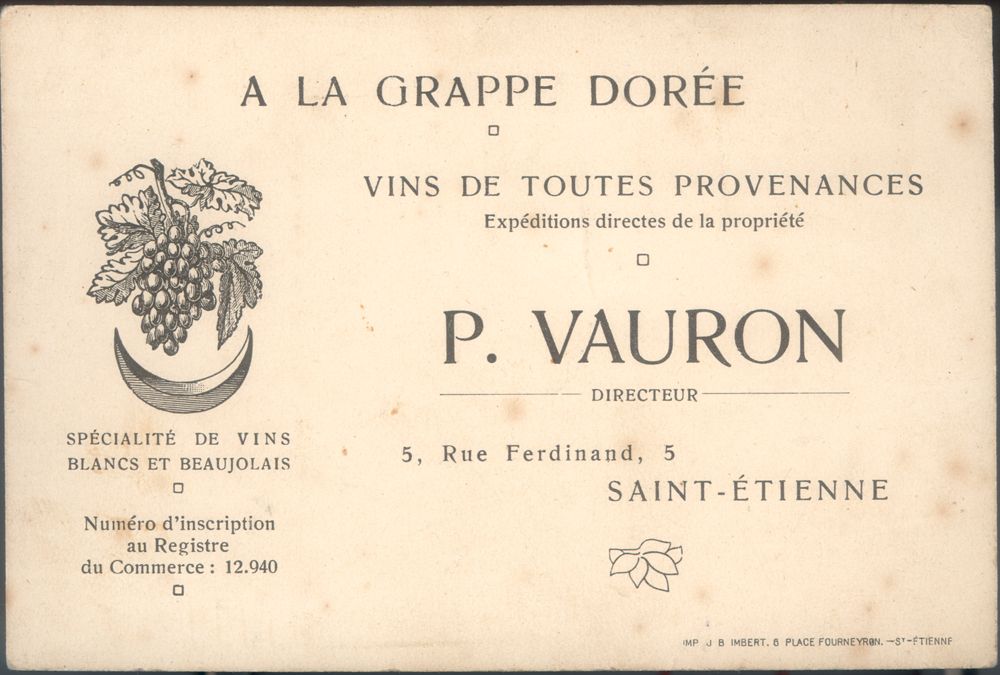 A LA GRAPPE DORÉE
VINS DE TOUTES PROVENANCES
Expéditions directes de la propriété
P. VAURON
DIRECTEUR
5, Rue Ferdinand, 5
SAINT-ÉTIENNE
SPÉCIALITÉ DE VINS
BLANCS ET BEAUJOLAIS
Numéro d'inscription
au Registre
du Commerce : 12.940
IMP J B IMBERT. 6 PLACE FOURNEYRON. —ST-ÉTIENNE